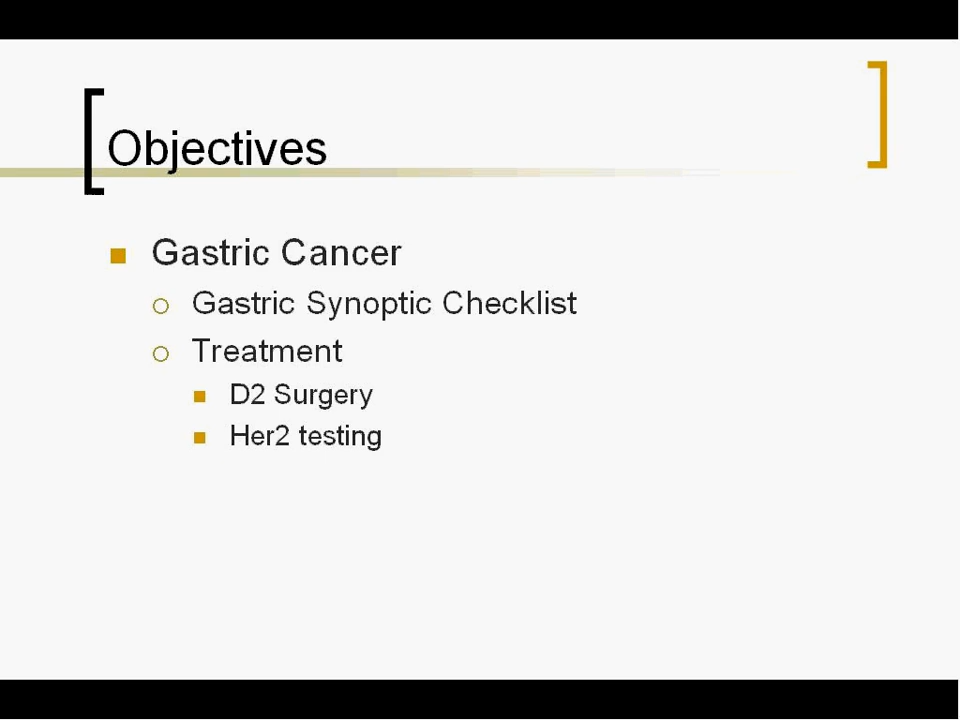 Objectives
Gastric Cancer
Gastric Synoptic Checklist
Treatment
D2 Surgery
Her2 testing